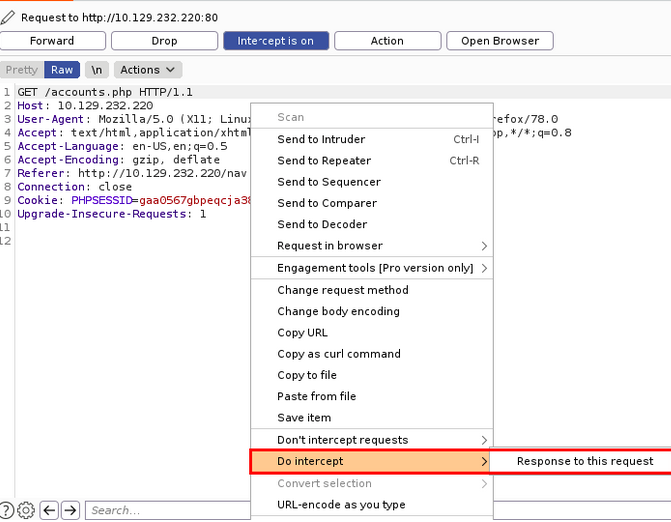 Request to http://10.129.232.220:80
Forward Drop Intercept is on Action Open Browser
Pretty Raw \n Actions
1 GET /accounts.php HTTP/1.1
2 Host: 10.129.232.220
3 User-Agent: Mozilla/5.0 (X11; refox/78.0
4 Accept: text/html,application/ ,*/*;q=0.8
5 Accept-Language: en-US,en;q=0.5
6 Accept-Encoding: gzip, deflate
7 Referer: http://10.129.232.220/nav
8 Connection: close
9 Cookie: PHPSESSID=
10 Upgrade-Insecure-Requests: 1
11
12
Scan
Send to Intruder Ctrl-I
Send to Repeater Ctrl-R
Send to Sequencer
Send to Comparer
Send to Decoder
Request in browser
Engagement tools [Pro version only]
Change request method
Change body encoding
Copy URL
Copy as curl command
Copy to file
Paste from file
Save item
Don't intercept requests
Do intercept Response to this request
Convert selection
URL-encode as you type
Search...